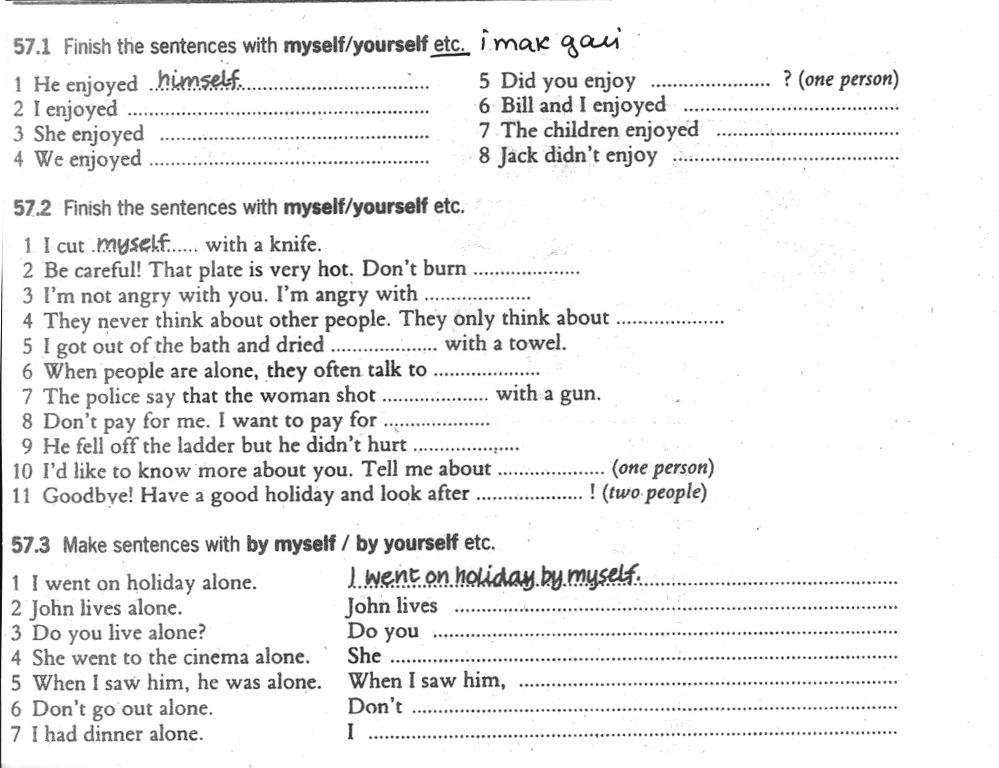 57.1 Finish the sentences with myself/yourself etc. i mak gaui
1 He enjoyed himself.
2 I enjoyed
3 She enjoyed
4 We enjoyed
5 Did you enjoy ? (one person)
6 Bill and I enjoyed
7 The children enjoyed
8 Jack didn't enjoy
57.2 Finish the sentences with myself/yourself etc.
1 I cut myself with a knife.
2 Be careful! That plate is very hot. Don't burn
3 I'm not angry with you. I'm angry with
4 They never think about other people. They only think about
5 I got out of the bath and dried with a towel.
6 When people are alone, they often talk to
7 The police say that the woman shot with a gun.
8 Don't pay for me. I want to pay for
9 He fell off the ladder but he didn't hurt
10 I'd like to know more about you. Tell me about (one person)
11 Goodbye! Have a good holiday and look after ! (two people)
57.3 Make sentences with by myself / by yourself etc.
1 I went on holiday alone. I went on holiday by myself.
2 John lives alone. John lives
3 Do you live alone? Do you
4 She went to the cinema alone. She
5 When I saw him, he was alone. When I saw him,
6 Don't go out alone. Don't
7 I had dinner alone. I